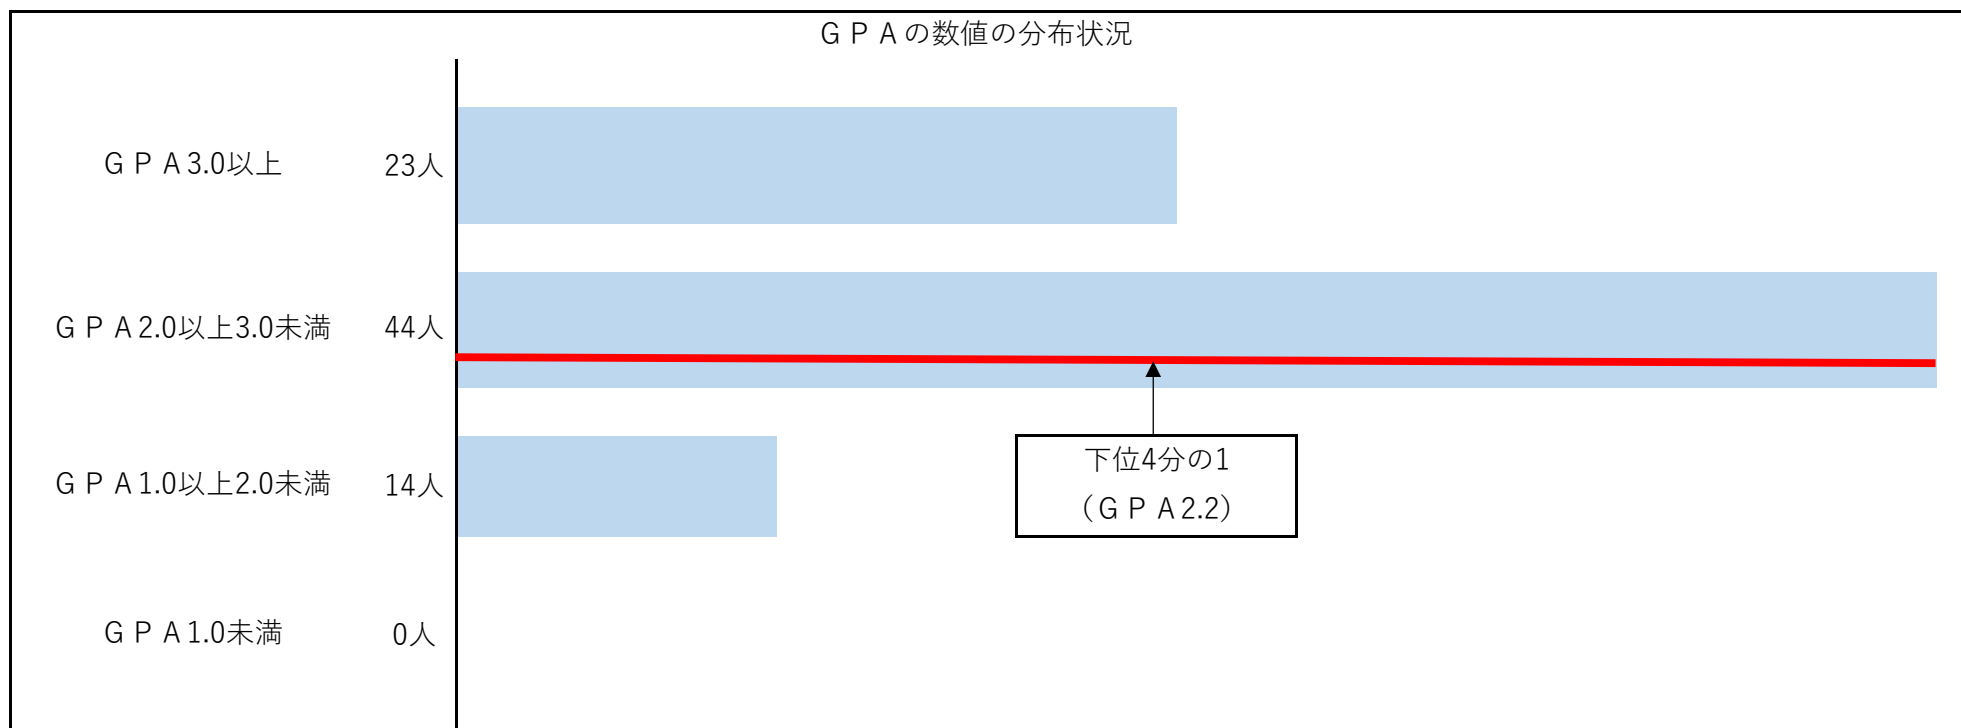 ＧＰＡの数値の分布状況
ＧＰＡ3.0以上 23人
ＧＰＡ2.0以上3.0未満 44人
ＧＰＡ1.0以上2.0未満 14人
下位4分の1
（ＧＰＡ2.2）
ＧＰＡ1.0未満 0人